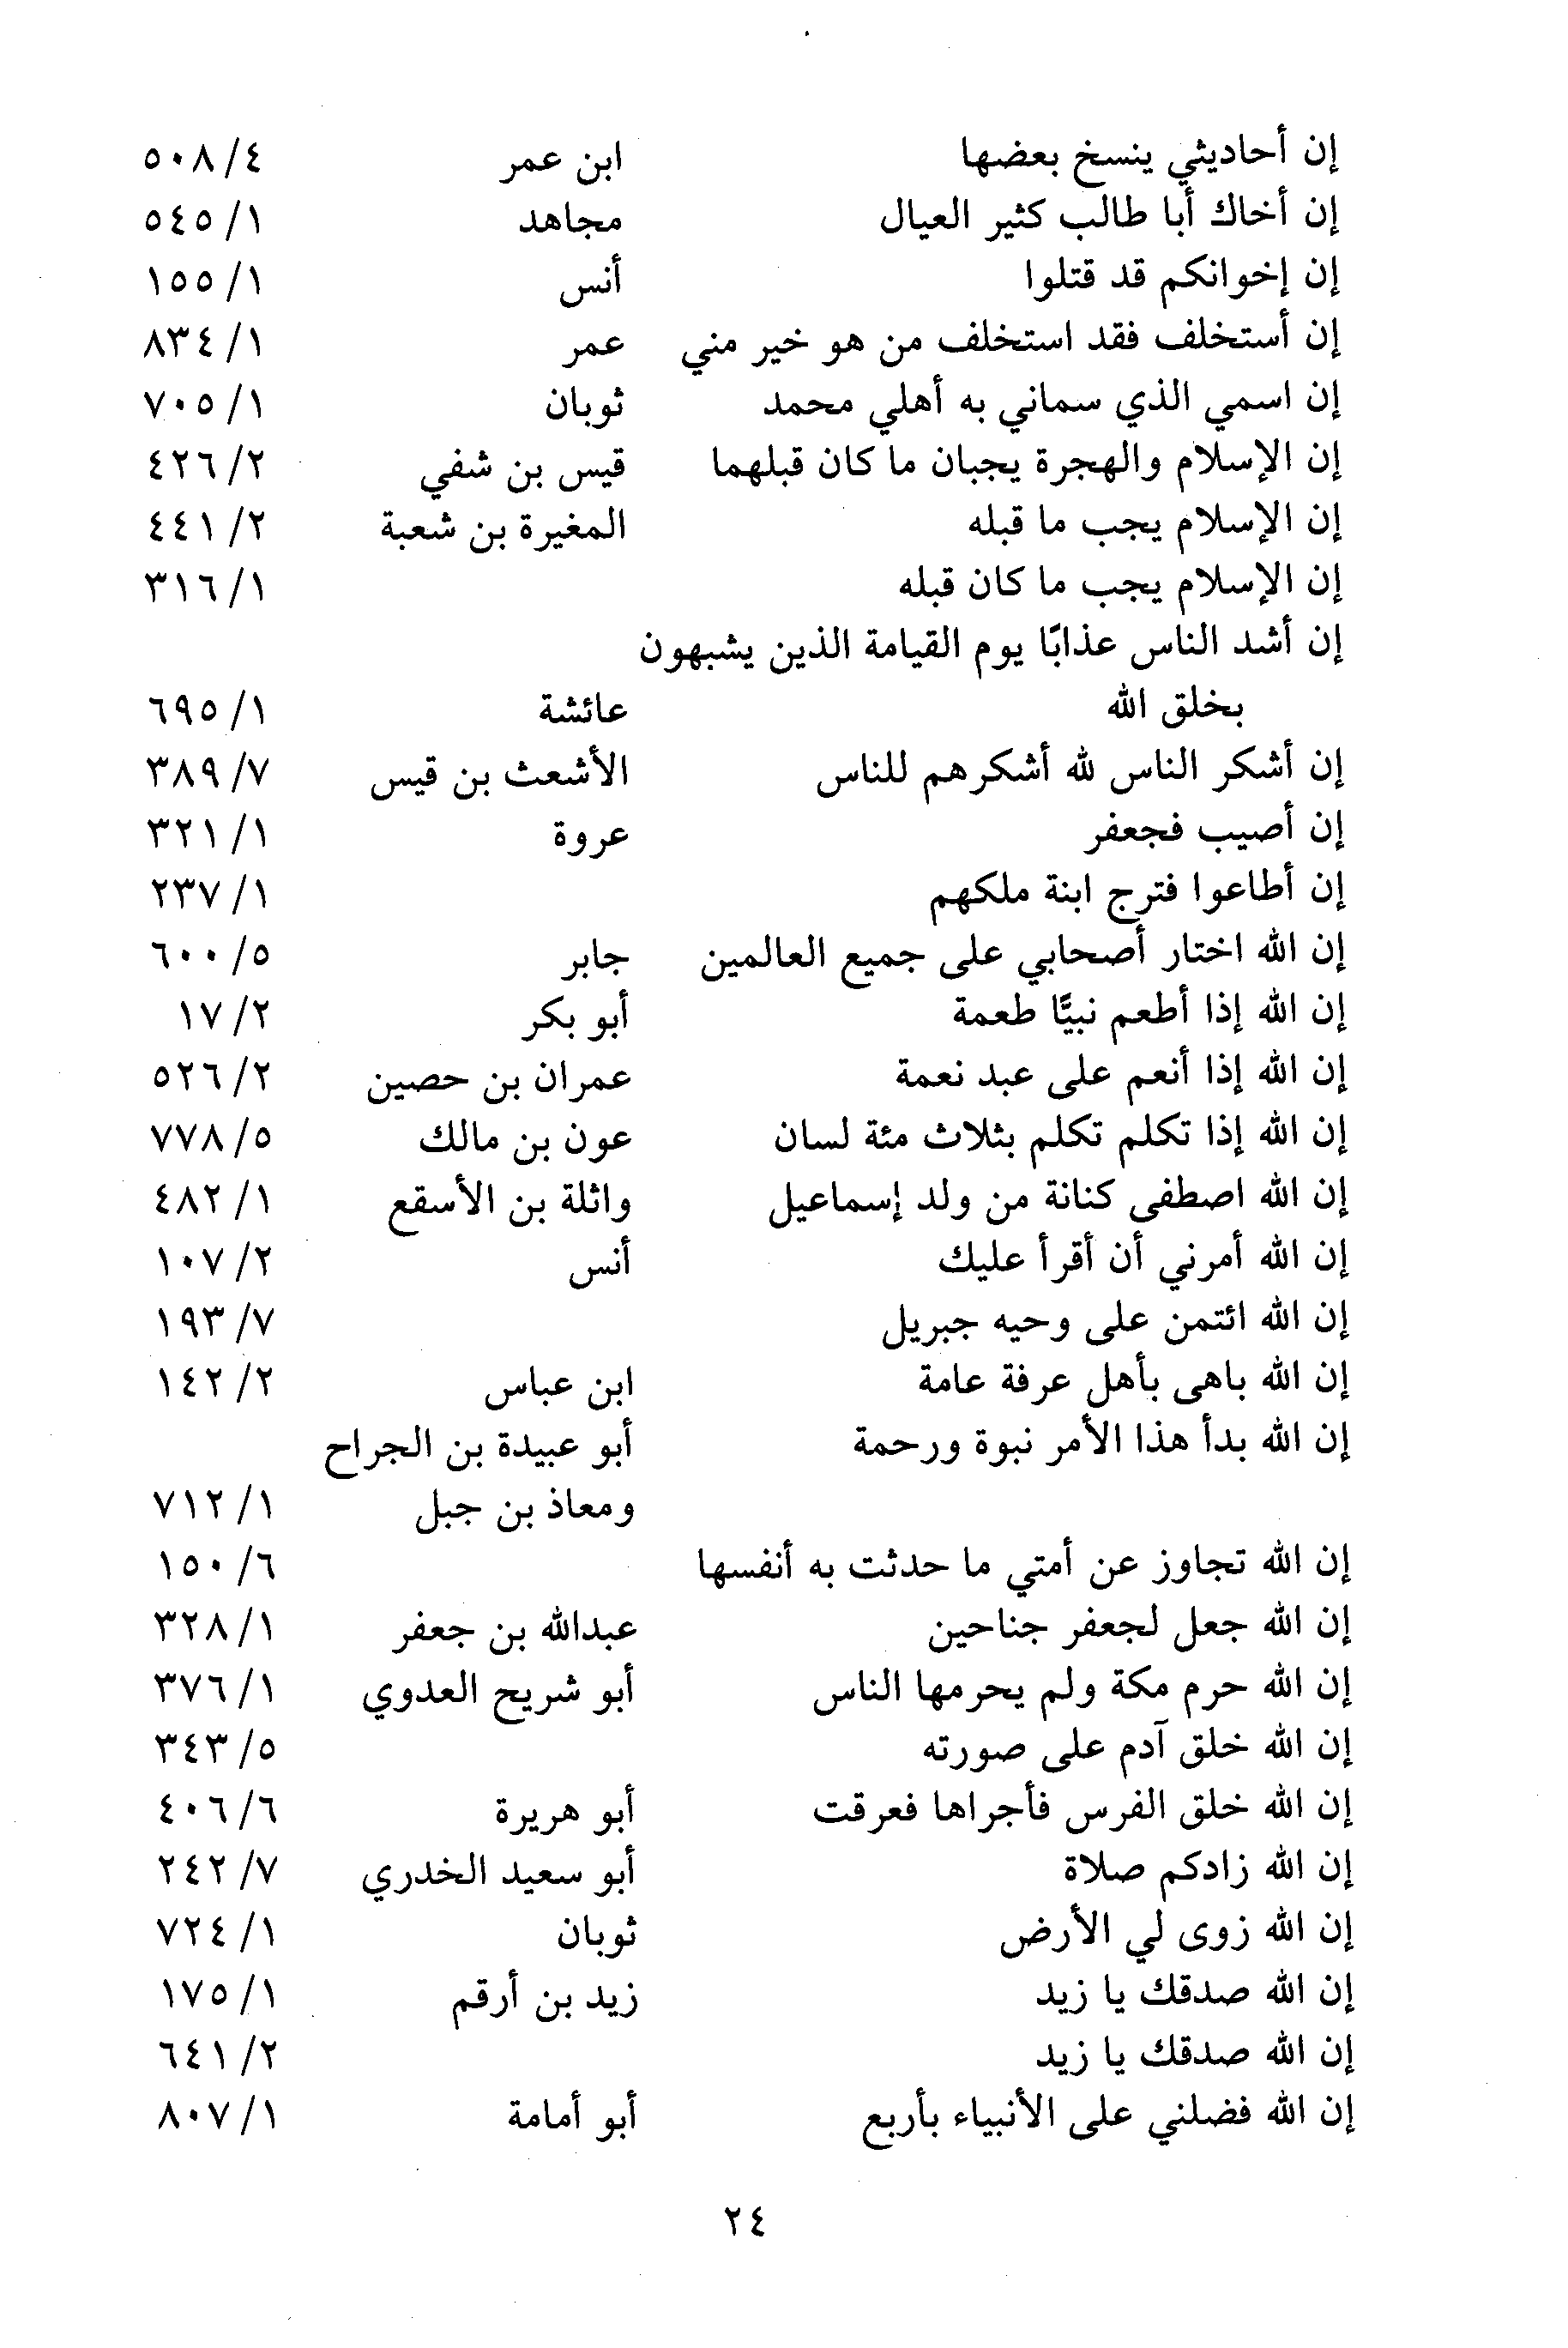 إن أحاديثي ينسخ بعضها ابن عمر ٤/ ٥٠٨
إن أخاك أبا طالب كثير العيال مجاهد ١/ ٥٤٥
إن إخوانكم قد قتلوا أنس ١/ ١٥٥
إن أستخلف فقد استخلف من هو خير مني عمر ١/ ٨٣٤
إن اسمي الذي سماني به أهلي محمد ثوبان ١/ ٧٠٥
إن الإسلام والهجرة يجبان ما كان قبلهما قيس بن شفي ٢/ ٤٢٦
إن الإسلام يجب ما قبله المغيرة بن شعبة ٢/ ٤٤١
إن الإسلام يجب ما كان قبله ١/ ٣١٦
إن أشد الناس عذابًا يوم القيامة الذين يشبهون
بخلق الله عائشة ١/ ٦٩٥
إن أشكر الناس لله أشكرهم للناس الأشعث بن قيس ٧/ ٣٨٩
إن أصيب فجعفر عروة ١/ ٣٢١
إن أطاعوا فترج ابنة ملكهم ١/ ٢٣٧
إن الله اختار أصحابي على جميع العالمين جابر ٥/ ٦٠٠
إن الله إذا أطعم نبيًّا طعمة أبو بكر ٢/ ١٧
إن الله إذا أنعم على عبد نعمة عمران بن حصين ٢/ ٥٢٦
إن الله إذا تكلم تكلم بثلاث مئة لسان عون بن مالك ٥/ ٧٧٨
إن الله اصطفى كنانة من ولد إسماعيل واثلة بن الأسقع ١/ ٤٨٢
إن الله أمرني أن أقرأ عليك أنس ٢/ ١٠٧
إن الله ائتمن على وحيه جبريل ٧/ ١٩٣
إن الله باهى بأهل عرفة عامة ابن عباس ٢/ ١٤٢
إن الله بدأ هذا الأمر نبوة ورحمة أبو عبيدة بن الجراح
ومعاذ بن جبل ١/ ٧١٢
إن الله تجاوز عن أمتي ما حدثت به أنفسها ٦/ ١٥٠
إن الله جعل لجعفر جناحين عبدالله بن جعفر ١/ ٣٢٨
إن الله حرم مكة ولم يحرمها الناس أبو شريح العدوي ١/ ٣٧٦
إن الله خلق آدم على صورته ٥/ ٣٤٣
إن الله خلق الفرس فأجراها فعرقت أبو هريرة ٦/ ٤٠٦
إن الله زادكم صلاة أبو سعيد الخدري ٧/ ٢٤٢
إن الله زوى لي الأرض ثوبان ١/ ٧٢٤
إن الله صدقك يا زيد زيد بن أرقم ١/ ١٧٥
إن الله صدقك يا زيد ٢/ ٦٤١
إن الله فضلني على الأنبياء بأربع أبو أمامة ١/ ٨٠٧
٢٤